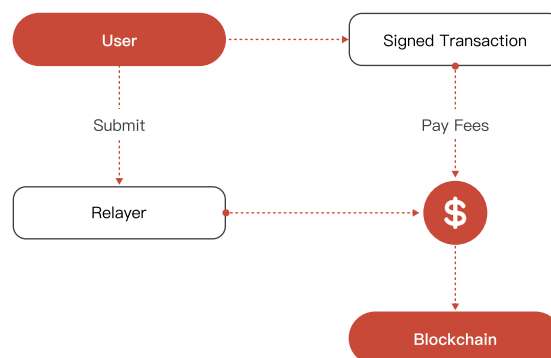 User
Signed Transaction
Submit
Pay Fees
Relayer
$
Blockchain